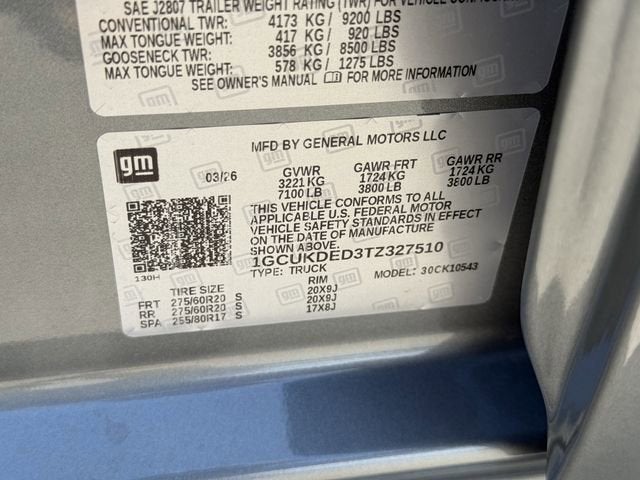 SAE J2807 TRAILER WEIGHT RATING (TWR) FOR VEHICLE CONFIGURATION
CONVENTIONAL TWR: 4173 KG / 9200 LBS
MAX TONGUE WEIGHT: 417 KG / 920 LBS
GOOSENECK TWR: 3856 KG / 8500 LBS
MAX TONGUE WEIGHT: 578 KG / 1275 LBS
SEE OWNER'S MANUAL FOR MORE INFORMATION
gm
MFD BY GENERAL MOTORS LLC
03/26 GVWR GAWR FRT GAWR RR
3221 KG 1724 KG 1724 KG
7100 LB 3800 LB 3800 LB
THIS VEHICLE CONFORMS TO ALL
APPLICABLE U.S. FEDERAL MOTOR
VEHICLE SAFETY STANDARDS IN EFFECT
ON THE DATE OF MANUFACTURE
SHOWN ABOVE.
1GCUKDED3TZ327510
TYPE: TRUCK MODEL: 30CK10543
130H
TIRE SIZE RIM
FRT 275/60R20 S 20X9J
RR 275/60R20 S 20X9J
SPA 255/80R17 S 17X8J